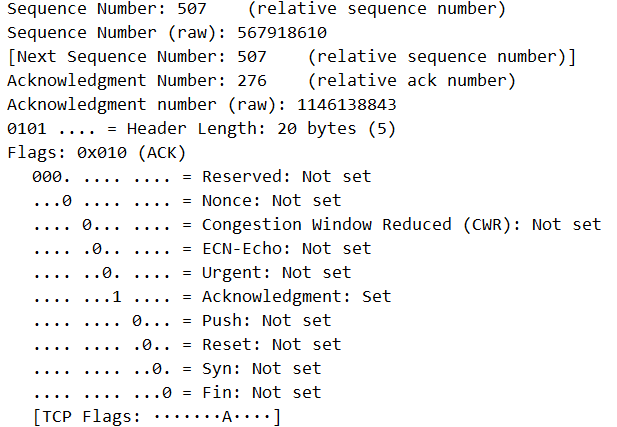 Sequence Number: 507    (relative sequence number)
Sequence Number (raw): 567918610
[Next Sequence Number: 507    (relative sequence number)]
Acknowledgment Number: 276    (relative ack number)
Acknowledgment number (raw): 1146138843
0101 .... = Header Length: 20 bytes (5)
Flags: 0x010 (ACK)
000. .... .... = Reserved: Not set
...0 .... .... = Nonce: Not set
.... 0... .... = Congestion Window Reduced (CWR): Not set
.... .0.. .... = ECN-Echo: Not set
.... ..0. .... = Urgent: Not set
.... ...1 .... = Acknowledgment: Set
.... .... 0... = Push: Not set
.... .... .0.. = Reset: Not set
.... .... ..0. = Syn: Not set
.... .... ...0 = Fin: Not set
[TCP Flags: ·······A····]